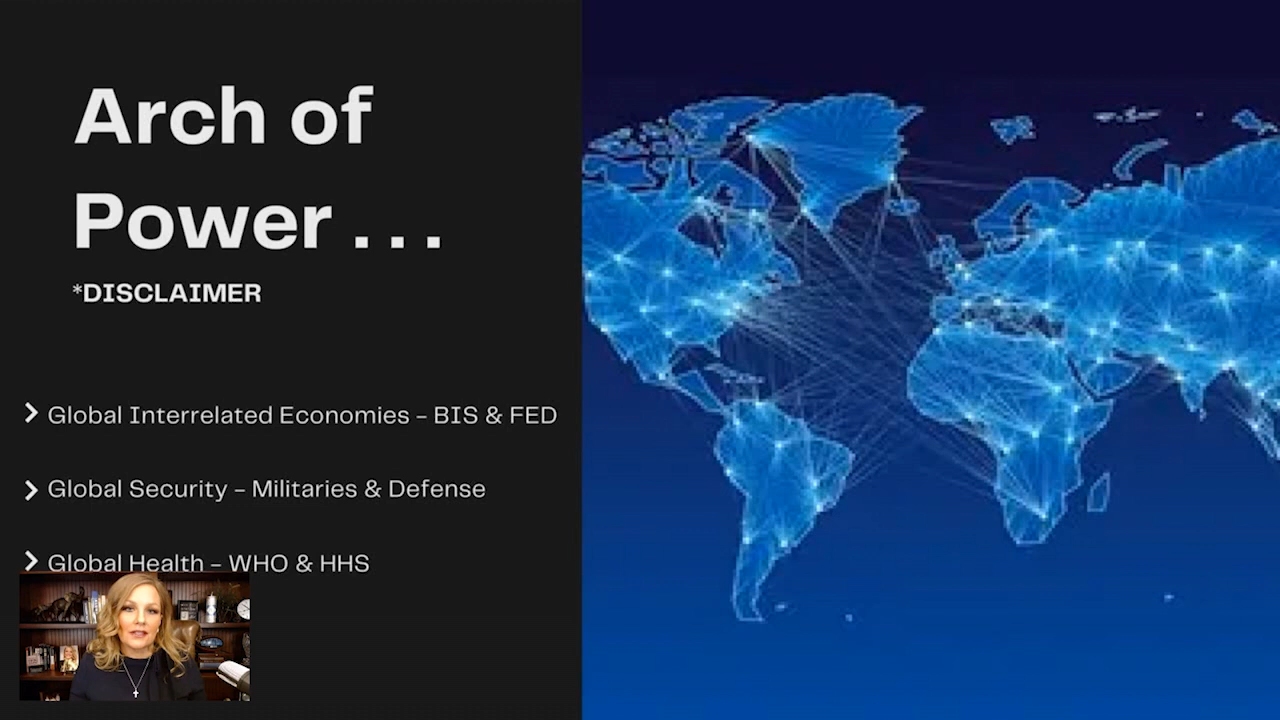 Arch of
Power . . .
*DISCLAIMER
Global Interrelated Economies – BIS & FED
Global Security – Militaries & Defense
Global Health – WHO & HHS